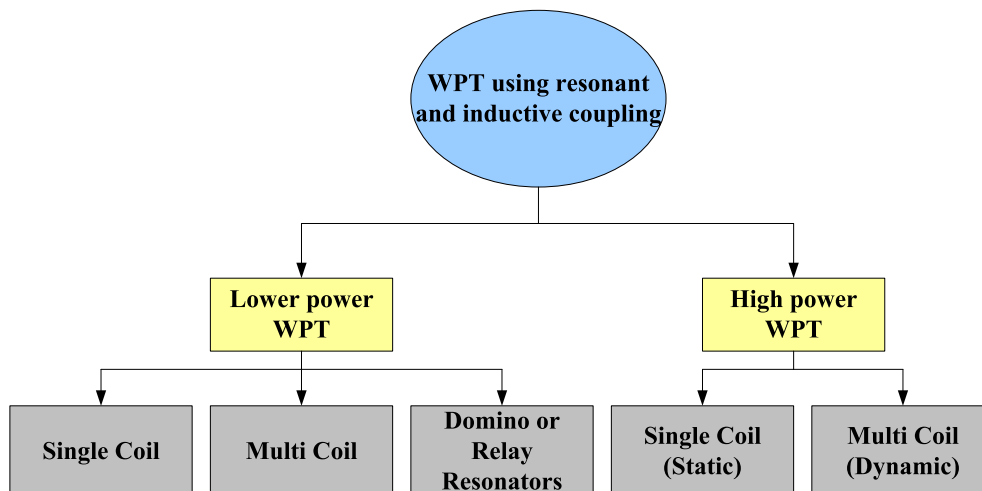 WPT using resonant
and inductive coupling
Lower power
WPT
High power
WPT
Single Coil
Multi Coil
Domino or
Relay
Resonators
Single Coil
(Static)
Multi Coil
(Dynamic)